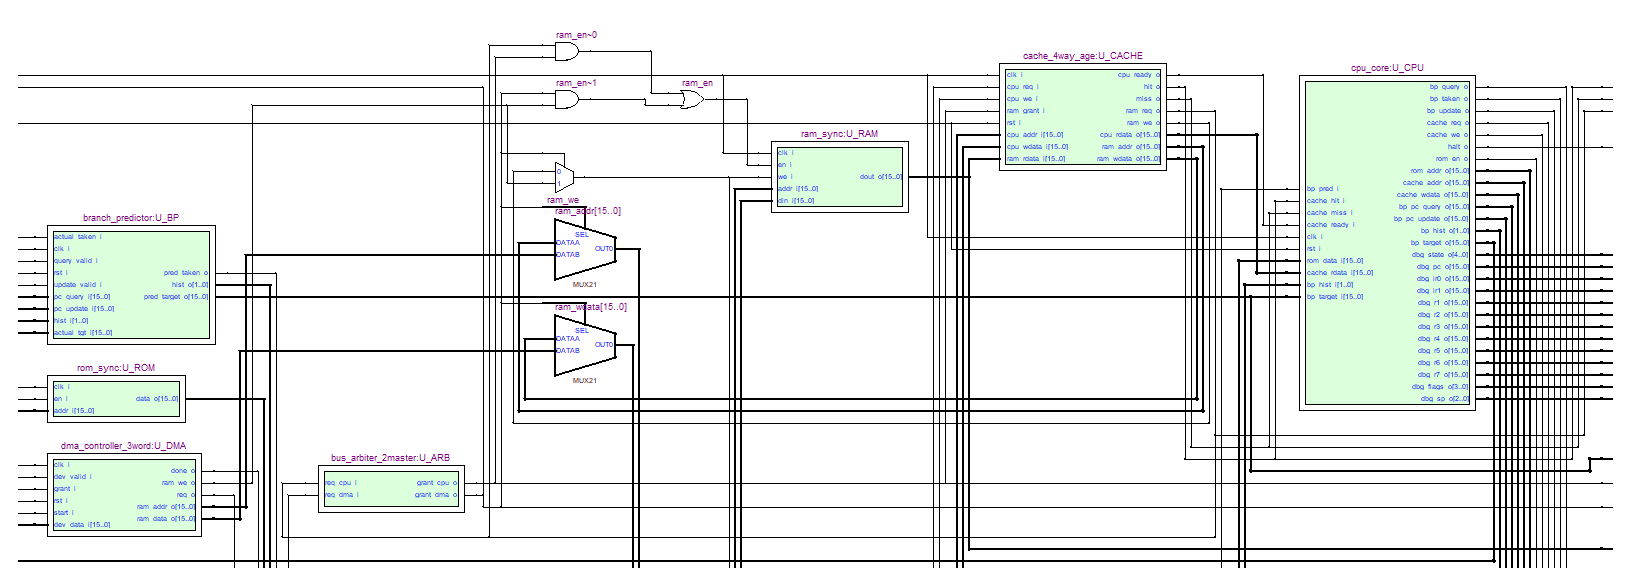 ram_en~0
ram_en~1
ram_en
0
1
ram_we
ram_addr[15..0]
SEL
DATAA
DATAB
OUT0
MUX21
ram_wdata[15..0]
SEL
DATAA
DATAB
OUT0
MUX21
cache_4way_age:U_CACHE
clk i
cpu req i
cpu we i
ram grant i
rst i
cpu addr i[15..0]
cpu wdata i[15..0]
ram rdata i[15..0]
cpu ready o
hit o
miss o
ram req o
ram we o
cpu rdata o[15..0]
ram addr o[15..0]
ram wdata o[15..0]
cpu_core:U_CPU
bp pred i
cache hit i
cache miss i
cache ready i
clk i
rst i
rom data i[15..0]
cache rdata i[15..0]
bp hist i[1..0]
bp target i[15..0]
bp query o
bp taken o
bp update o
cache req o
cache we o
halt o
rom en o
rom addr o[15..0]
cache addr o[15..0]
cache wdata o[15..0]
bp pc query o[15..0]
bp pc update o[15..0]
bp hist o[1..0]
bp target o[15..0]
dbg state o[4..0]
dbg pc o[15..0]
dbg ir0 o[15..0]
dbg ir1 o[15..0]
dbg r1 o[15..0]
dbg r2 o[15..0]
dbg r3 o[15..0]
dbg r4 o[15..0]
dbg r5 o[15..0]
dbg r6 o[15..0]
dbg r7 o[15..0]
dbg flags o[3..0]
dbg sp o[2..0]
ram_sync:U_RAM
clk i
en i
we i
addr i[15..0]
din i[15..0]
dout o[15..0]
branch_predictor:U_BP
actual taken i
clk i
query valid i
rst i
update valid i
pc query i[15..0]
pc update i[15..0]
hist i[1..0]
actual tgt i[15..0]
pred taken o
hist o[1..0]
pred target o[15..0]
rom_sync:U_ROM
clk i
en i
addr i[15..0]
data o[15..0]
dma_controller_3word:U_DMA
clk i
dev valid i
grant i
rst i
start i
dev data i[15..0]
done o
ram we o
req o
ram addr o[15..0]
ram data o[15..0]
bus_arbiter_2master:U_ARB
req cpu i
req dma i
grant cpu o
grant dma o